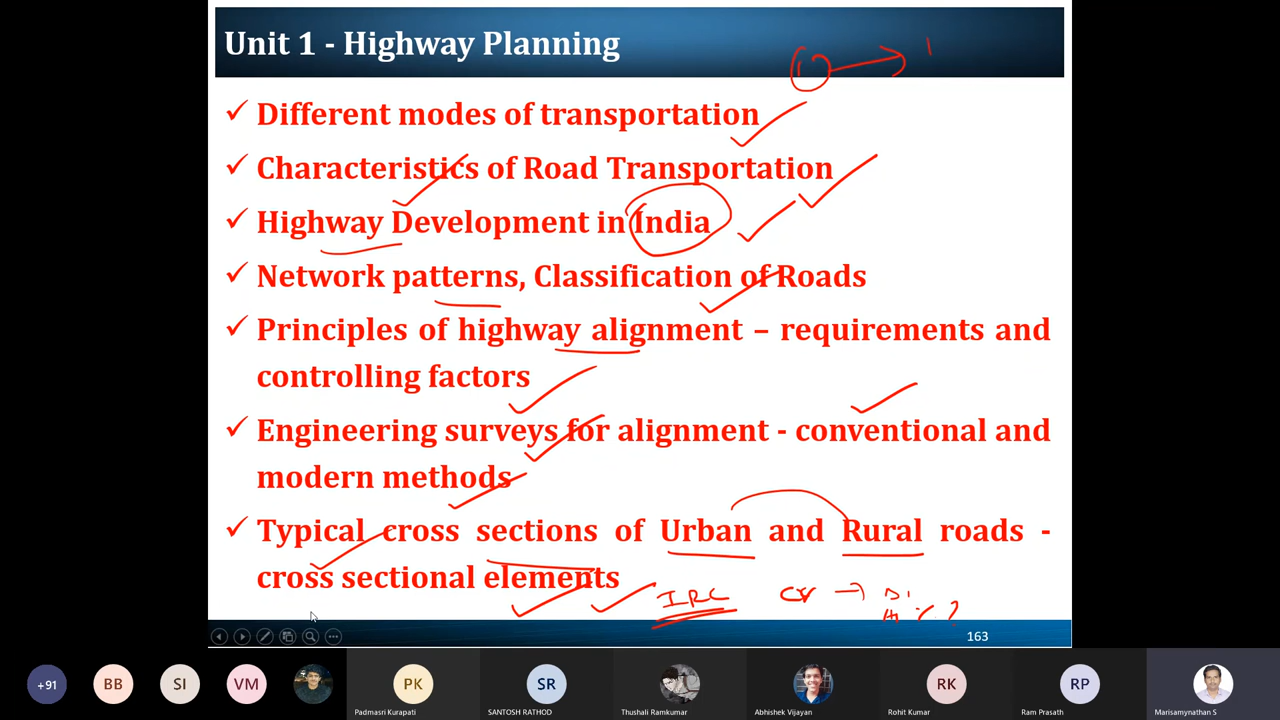 Unit 1 - Highway Planning
✓ Different modes of transportation
✓ Characteristics of Road Transportation
✓ Highway Development in India
✓ Network patterns, Classification of Roads
✓ Principles of highway alignment – requirements and
controlling factors
✓ Engineering surveys for alignment - conventional and
modern methods
✓ Typical cross sections of Urban and Rural roads -
cross sectional elements
IRC
163
+91
BB
SI
VM
PK
SR
RK
RP
Padmasri Kurapati
SANTOSH RATHOD
Thushali Ramkumar
Abhishek Vijayan
Rohit Kumar
Ram Prasath
Marisamynathan S